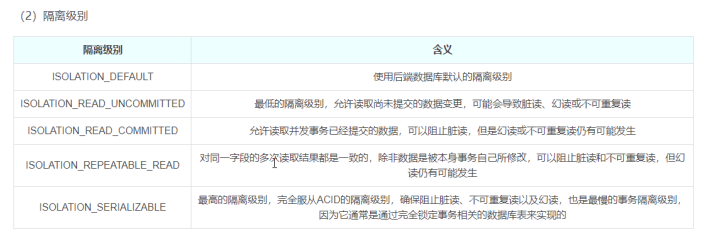 （2）隔离级别
隔离级别 含义
ISOLATION_DEFAULT 使用后端数据库默认的隔离级别
ISOLATION_READ_UNCOMMITTED 最低的隔离级别，允许读取尚未提交的数据变更，可能会导致脏读、幻读或不可重复读
ISOLATION_READ_COMMITTED 允许读取并发事务已经提交的数据，可以阻止脏读，但是幻读或不可重复读仍有可能发生
ISOLATION_REPEATABLE_READ 对同一字段的多次读取结果都是一致的，除非数据是被本身事务自己所修改，可以阻止脏读和不可重复读，但幻
读仍有可能发生
ISOLATION_SERIALIZABLE 最高的隔离级别，完全服从ACID的隔离级别，确保阻止脏读、不可重复读以及幻读，也是最慢的事务隔离级别，
因为它通常是通过完全锁定事务相关的数据库表来实现的